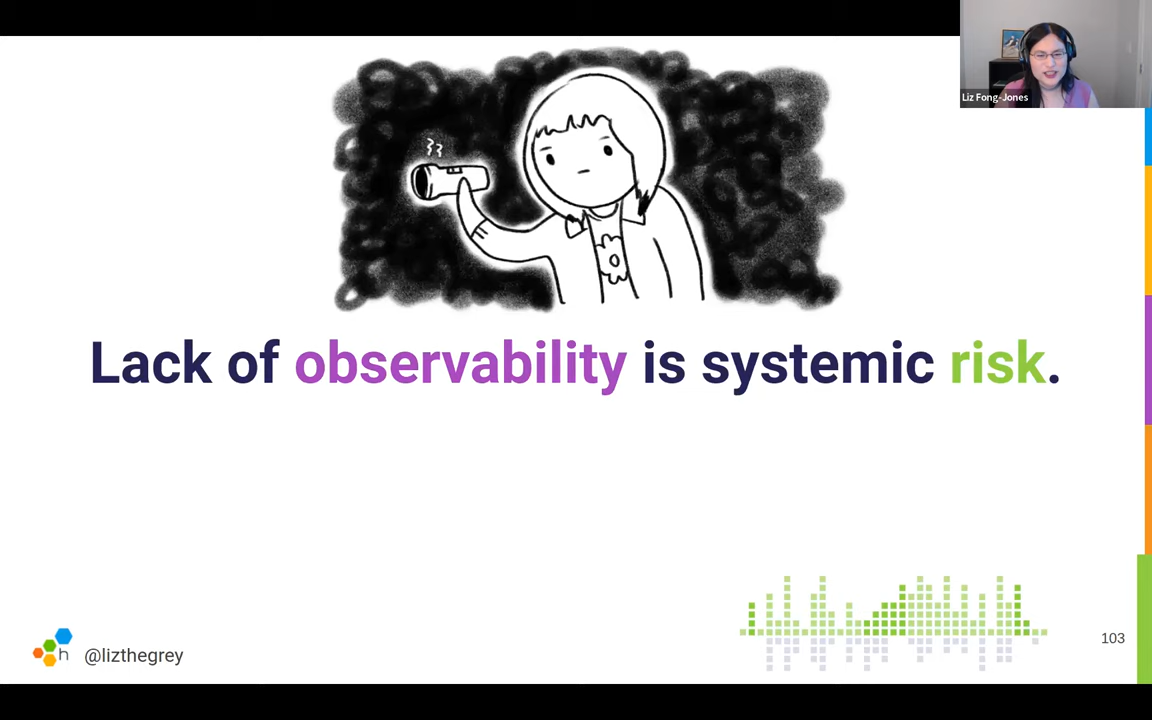 Liz Fong-Jones
Lack of observability is systemic risk.
h
@lizthegrey
103